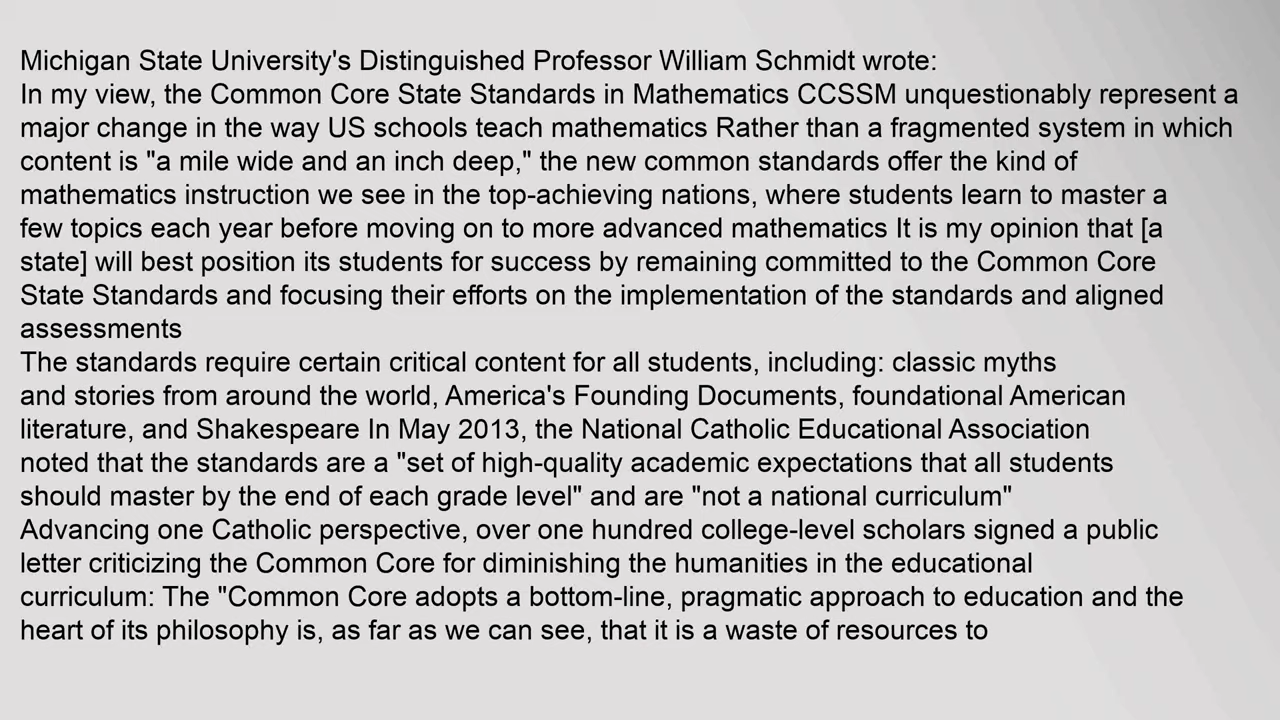 Michigan State University's Distinguished Professor William Schmidt wrote:
In my view, the Common Core State Standards in Mathematics CCSSM unquestionably represent a
major change in the way US schools teach mathematics Rather than a fragmented system in which
content is "a mile wide and an inch deep," the new common standards offer the kind of
mathematics instruction we see in the top-achieving nations, where students learn to master a
few topics each year before moving on to more advanced mathematics It is my opinion that [a
state] will best position its students for success by remaining committed to the Common Core
State Standards and focusing their efforts on the implementation of the standards and aligned
assessments
The standards require certain critical content for all students, including: classic myths
and stories from around the world, America's Founding Documents, foundational American
literature, and Shakespeare In May 2013, the National Catholic Educational Association
noted that the standards are a "set of high-quality academic expectations that all students
should master by the end of each grade level" and are "not a national curriculum"
Advancing one Catholic perspective, over one hundred college-level scholars signed a public
letter criticizing the Common Core for diminishing the humanities in the educational
curriculum: The "Common Core adopts a bottom-line, pragmatic approach to education and the
heart of its philosophy is, as far as we can see, that it is a waste of resources to